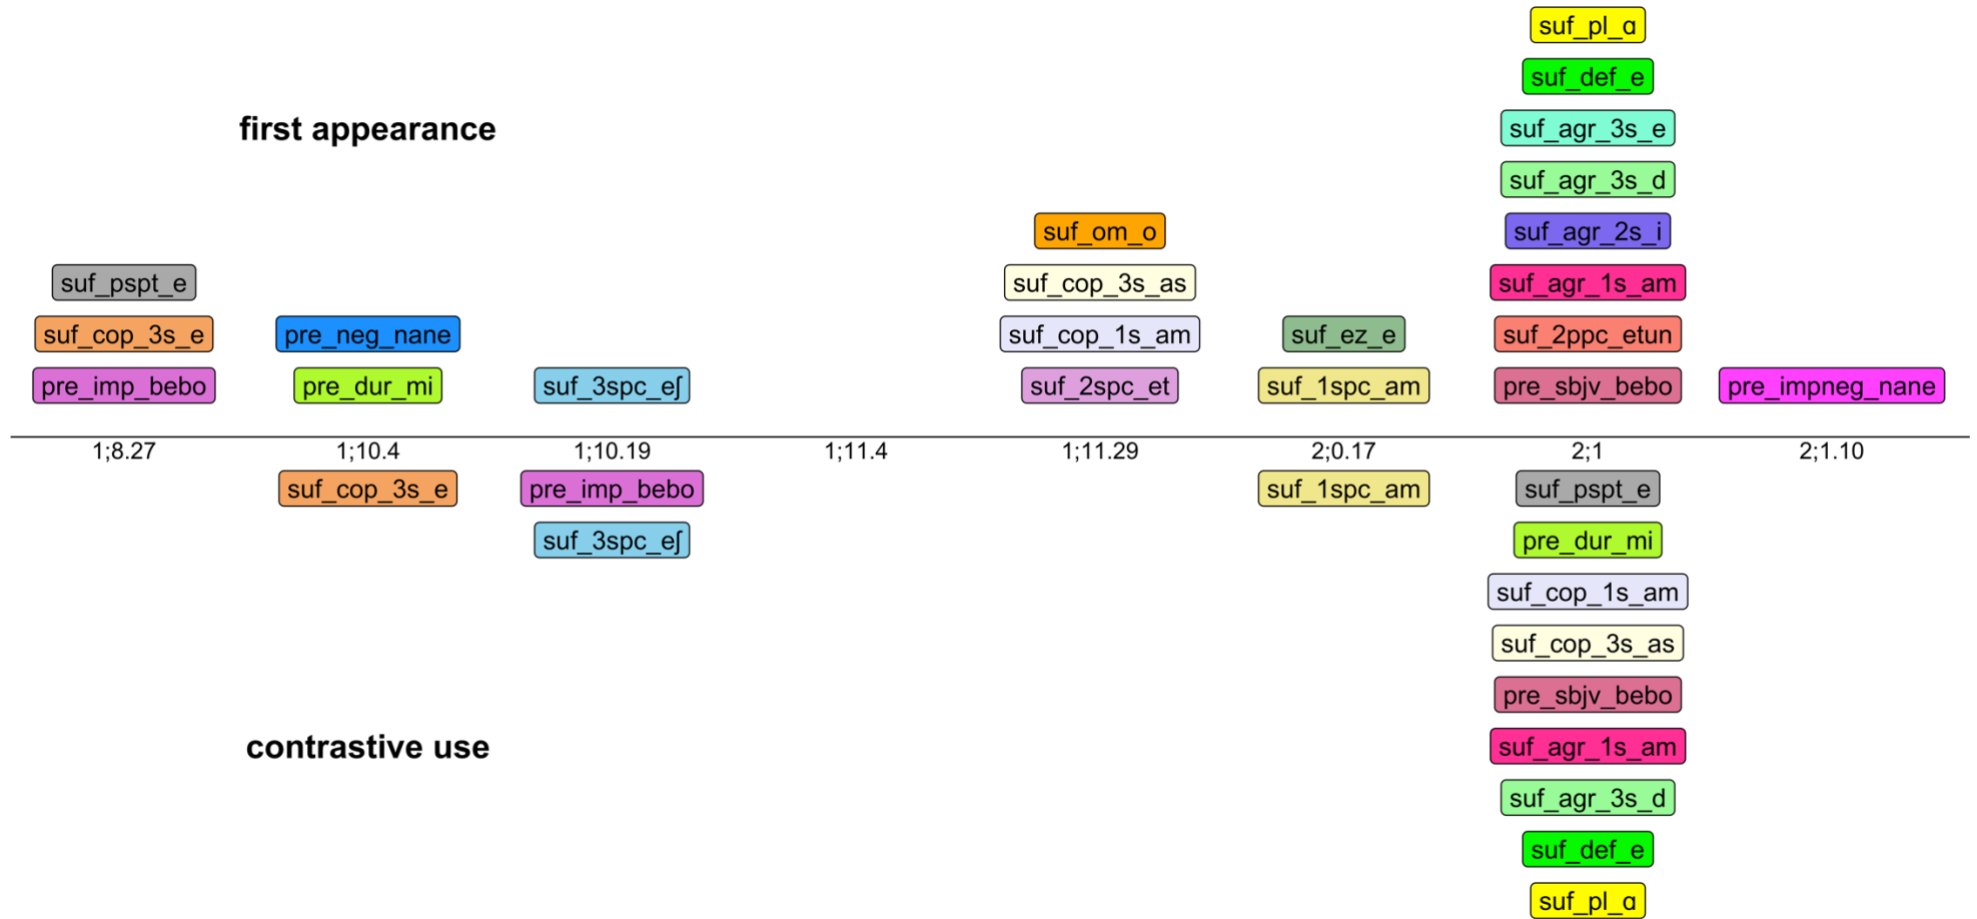 suf_pl_ɑ
suf_def_e
first appearance
suf_agr_3s_e
suf_agr_3s_d
suf_om_o
suf_agr_2s_i
suf_pspt_e
suf_cop_3s_as
suf_agr_1s_am
suf_cop_3s_e
pre_neg_nane
suf_cop_1s_am
suf_ez_e
suf_2ppc_etun
pre_imp_bebo
pre_dur_mi
suf_3spc_eʃ
suf_2spc_et
suf_1spc_am
pre_sbjv_bebo
pre_impneg_nane
1;8.27
1;10.4
1;10.19
1;11.4
1;11.29
2;0.17
2;1
2;1.10
suf_cop_3s_e
pre_imp_bebo
suf_1spc_am
suf_pspt_e
suf_3spc_eʃ
pre_dur_mi
suf_cop_1s_am
suf_cop_3s_as
pre_sbjv_bebo
contrastive use
suf_agr_1s_am
suf_agr_3s_d
suf_def_e
suf_pl_ɑ